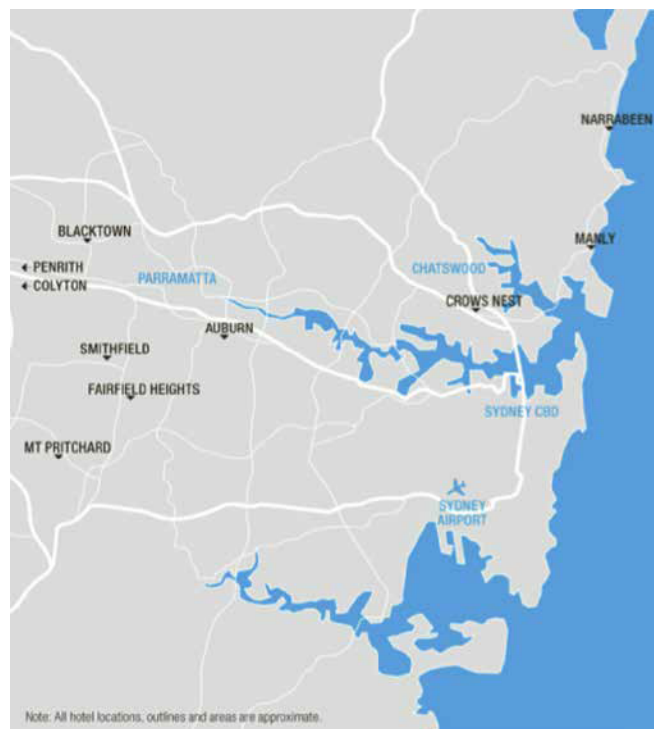 NARRABEEN
BLACKTOWN
MANLY
PENRITH
CHATSWOOD
PARRAMATTA
COLYTON
CROWS NEST
AUBURN
SMITHFIELD
FAIRFIELD HEIGHTS
SYDNEY CBD
MT PRITCHARD
SYDNEY
AIRPORT
Note: All hotel locations, outlines and areas are approximate.